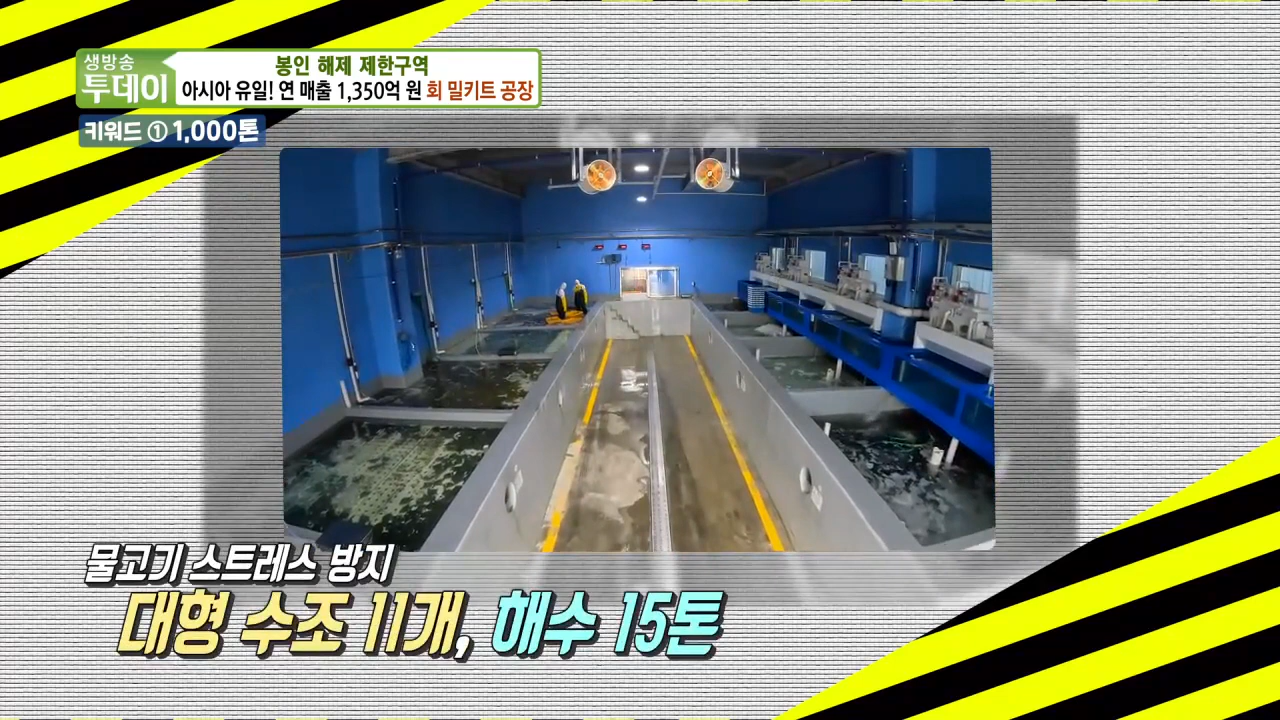 생방송
투데이
봉인 해제 제한구역
아시아 유일! 연 매출 1,350억 원 회 밀키트 공장
키워드 ① 1,000톤
물고기 스트레스 방지
대형 수조 11개, 해수 15톤